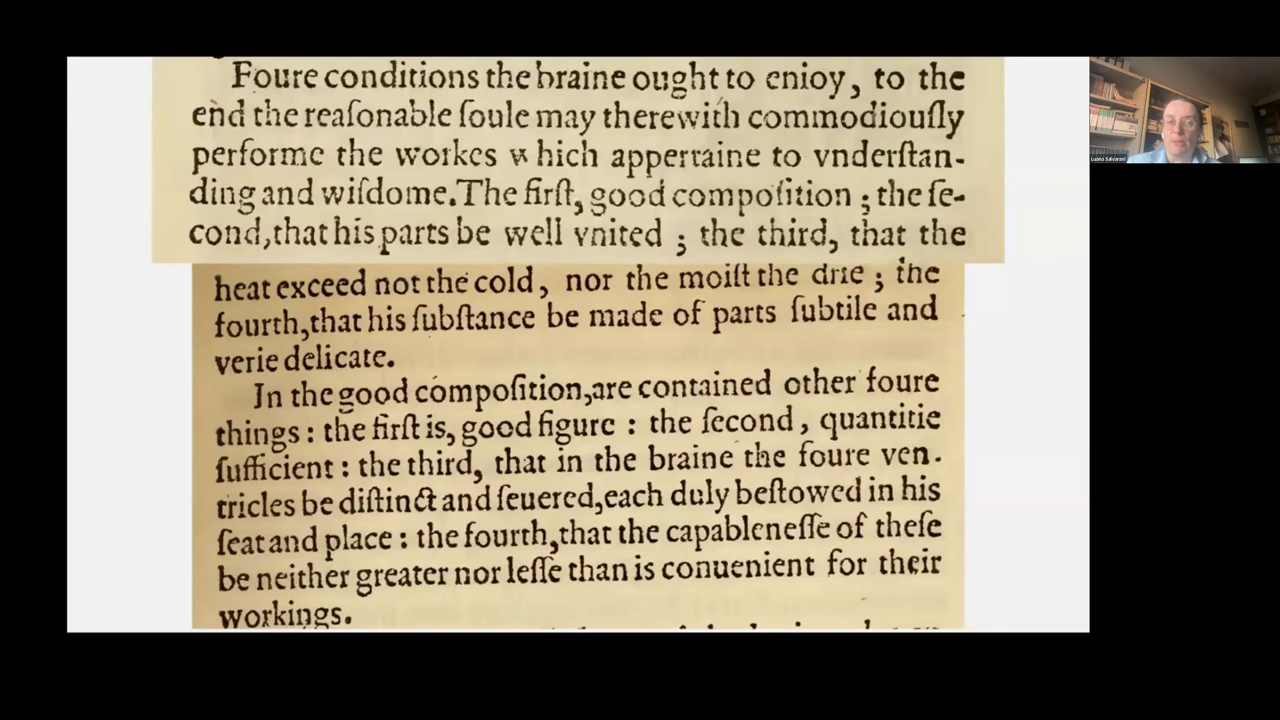 Foure conditions the braine ought to enioy, to the
end the reaſonable ſoule may therewith commodiouſly
performe the workes which appertaine to vnderſtan-
ding and wiſdome. The firſt, good compoſition ; the ſe-
cond, that his parts be well vnited ; the third, that the
heat exceed not the cold, nor the moiſt the drie ; the
fourth, that his ſubſtance be made of parts ſubtile and
verie delicate.
In the good compoſition, are contained other foure
things : the firſt is, good figure : the ſecond, quantitie
ſufficient : the third, that in the braine the foure ven-
tricles be diſtinct and ſeuered, each duly beſtowed in his
ſeat and place : the fourth, that the capableneſſe of theſe
be neither greater nor leſſe than is conuenient for their
workings.
Luana Salvarani